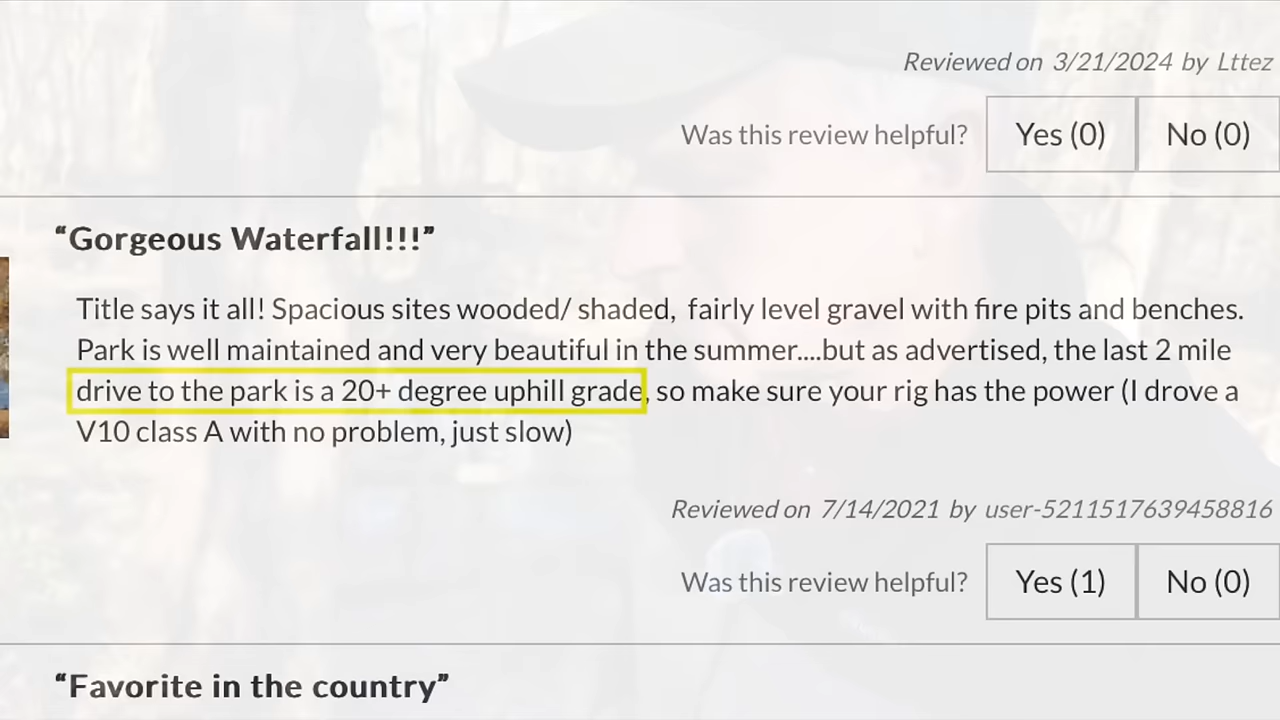 Reviewed on 3/21/2024 by Lttez
Was this review helpful? Yes (0) No (0)
“Gorgeous Waterfall!!!”
Title says it all! Spacious sites wooded/ shaded, fairly level gravel with fire pits and benches.
Park is well maintained and very beautiful in the summer....but as advertised, the last 2 mile
drive to the park is a 20+ degree uphill grade, so make sure your rig has the power (I drove a
V10 class A with no problem, just slow)
Reviewed on 7/14/2021 by user-5211517639458816
Was this review helpful? Yes (1) No (0)
“Favorite in the country”